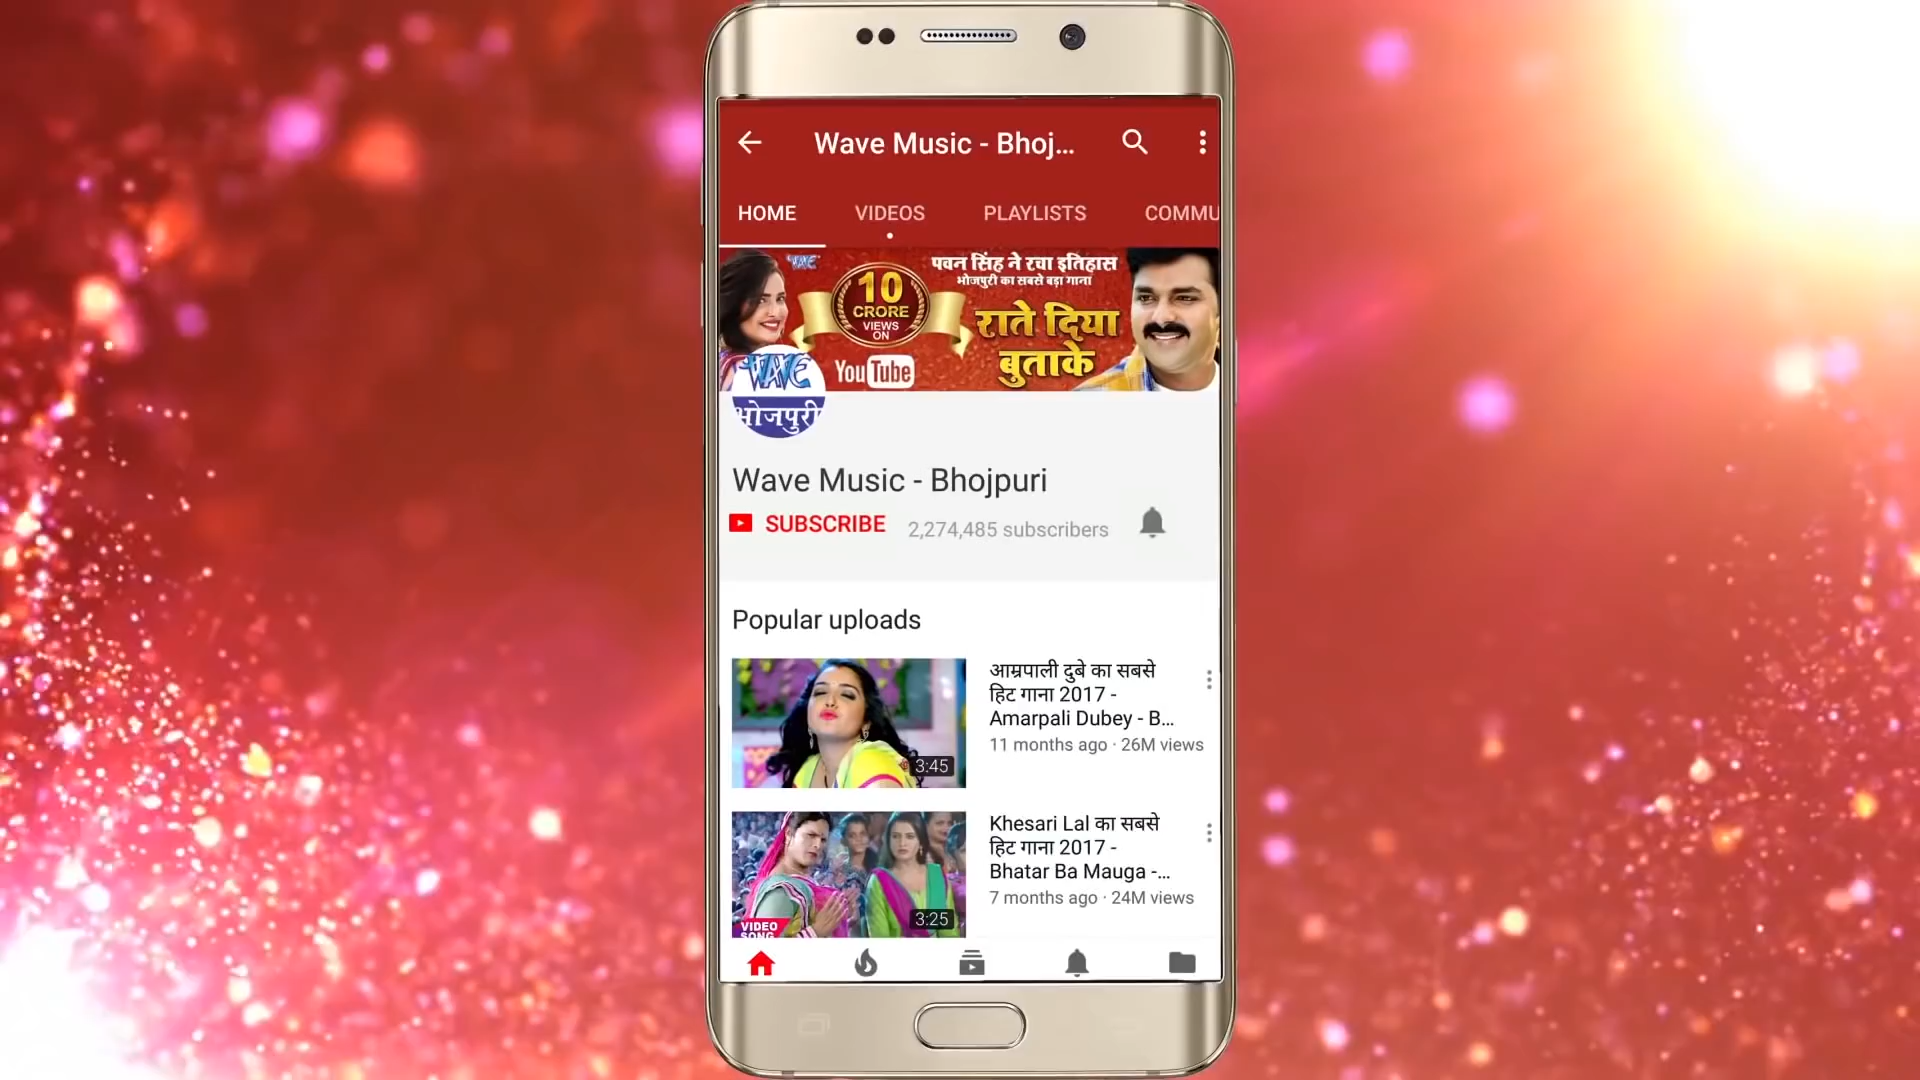 Wave Music - Bhoj...
HOME
VIDEOS
PLAYLISTS
COMMU
WAVE
पवन सिंह ने रचा इतिहास
भोजपुरी का सबसे बड़ा गाना
10
CRORE
VIEWS
ON
YouTube
राते दिया
बुताके
WAVE
भोजपुरी
Wave Music - Bhojpuri
SUBSCRIBE
2,274,485 subscribers
Popular uploads
आम्रपाली दुबे का सबसे
हिट गाना 2017 -
Amarpali Dubey - B...
11 months ago · 26M views
3:45
Khesari Lal का सबसे
हिट गाना 2017 -
Bhatar Ba Mauga -...
7 months ago · 24M views
VIDEO
SONG
3:25